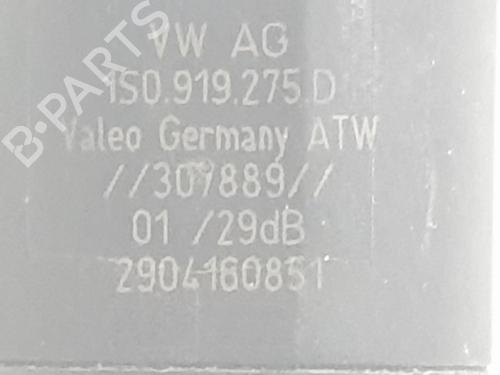 VW AG
1S0.919.275.D
Valeo Germany ATW
//307889//
01 /29dB
2904160851
B-PARTS